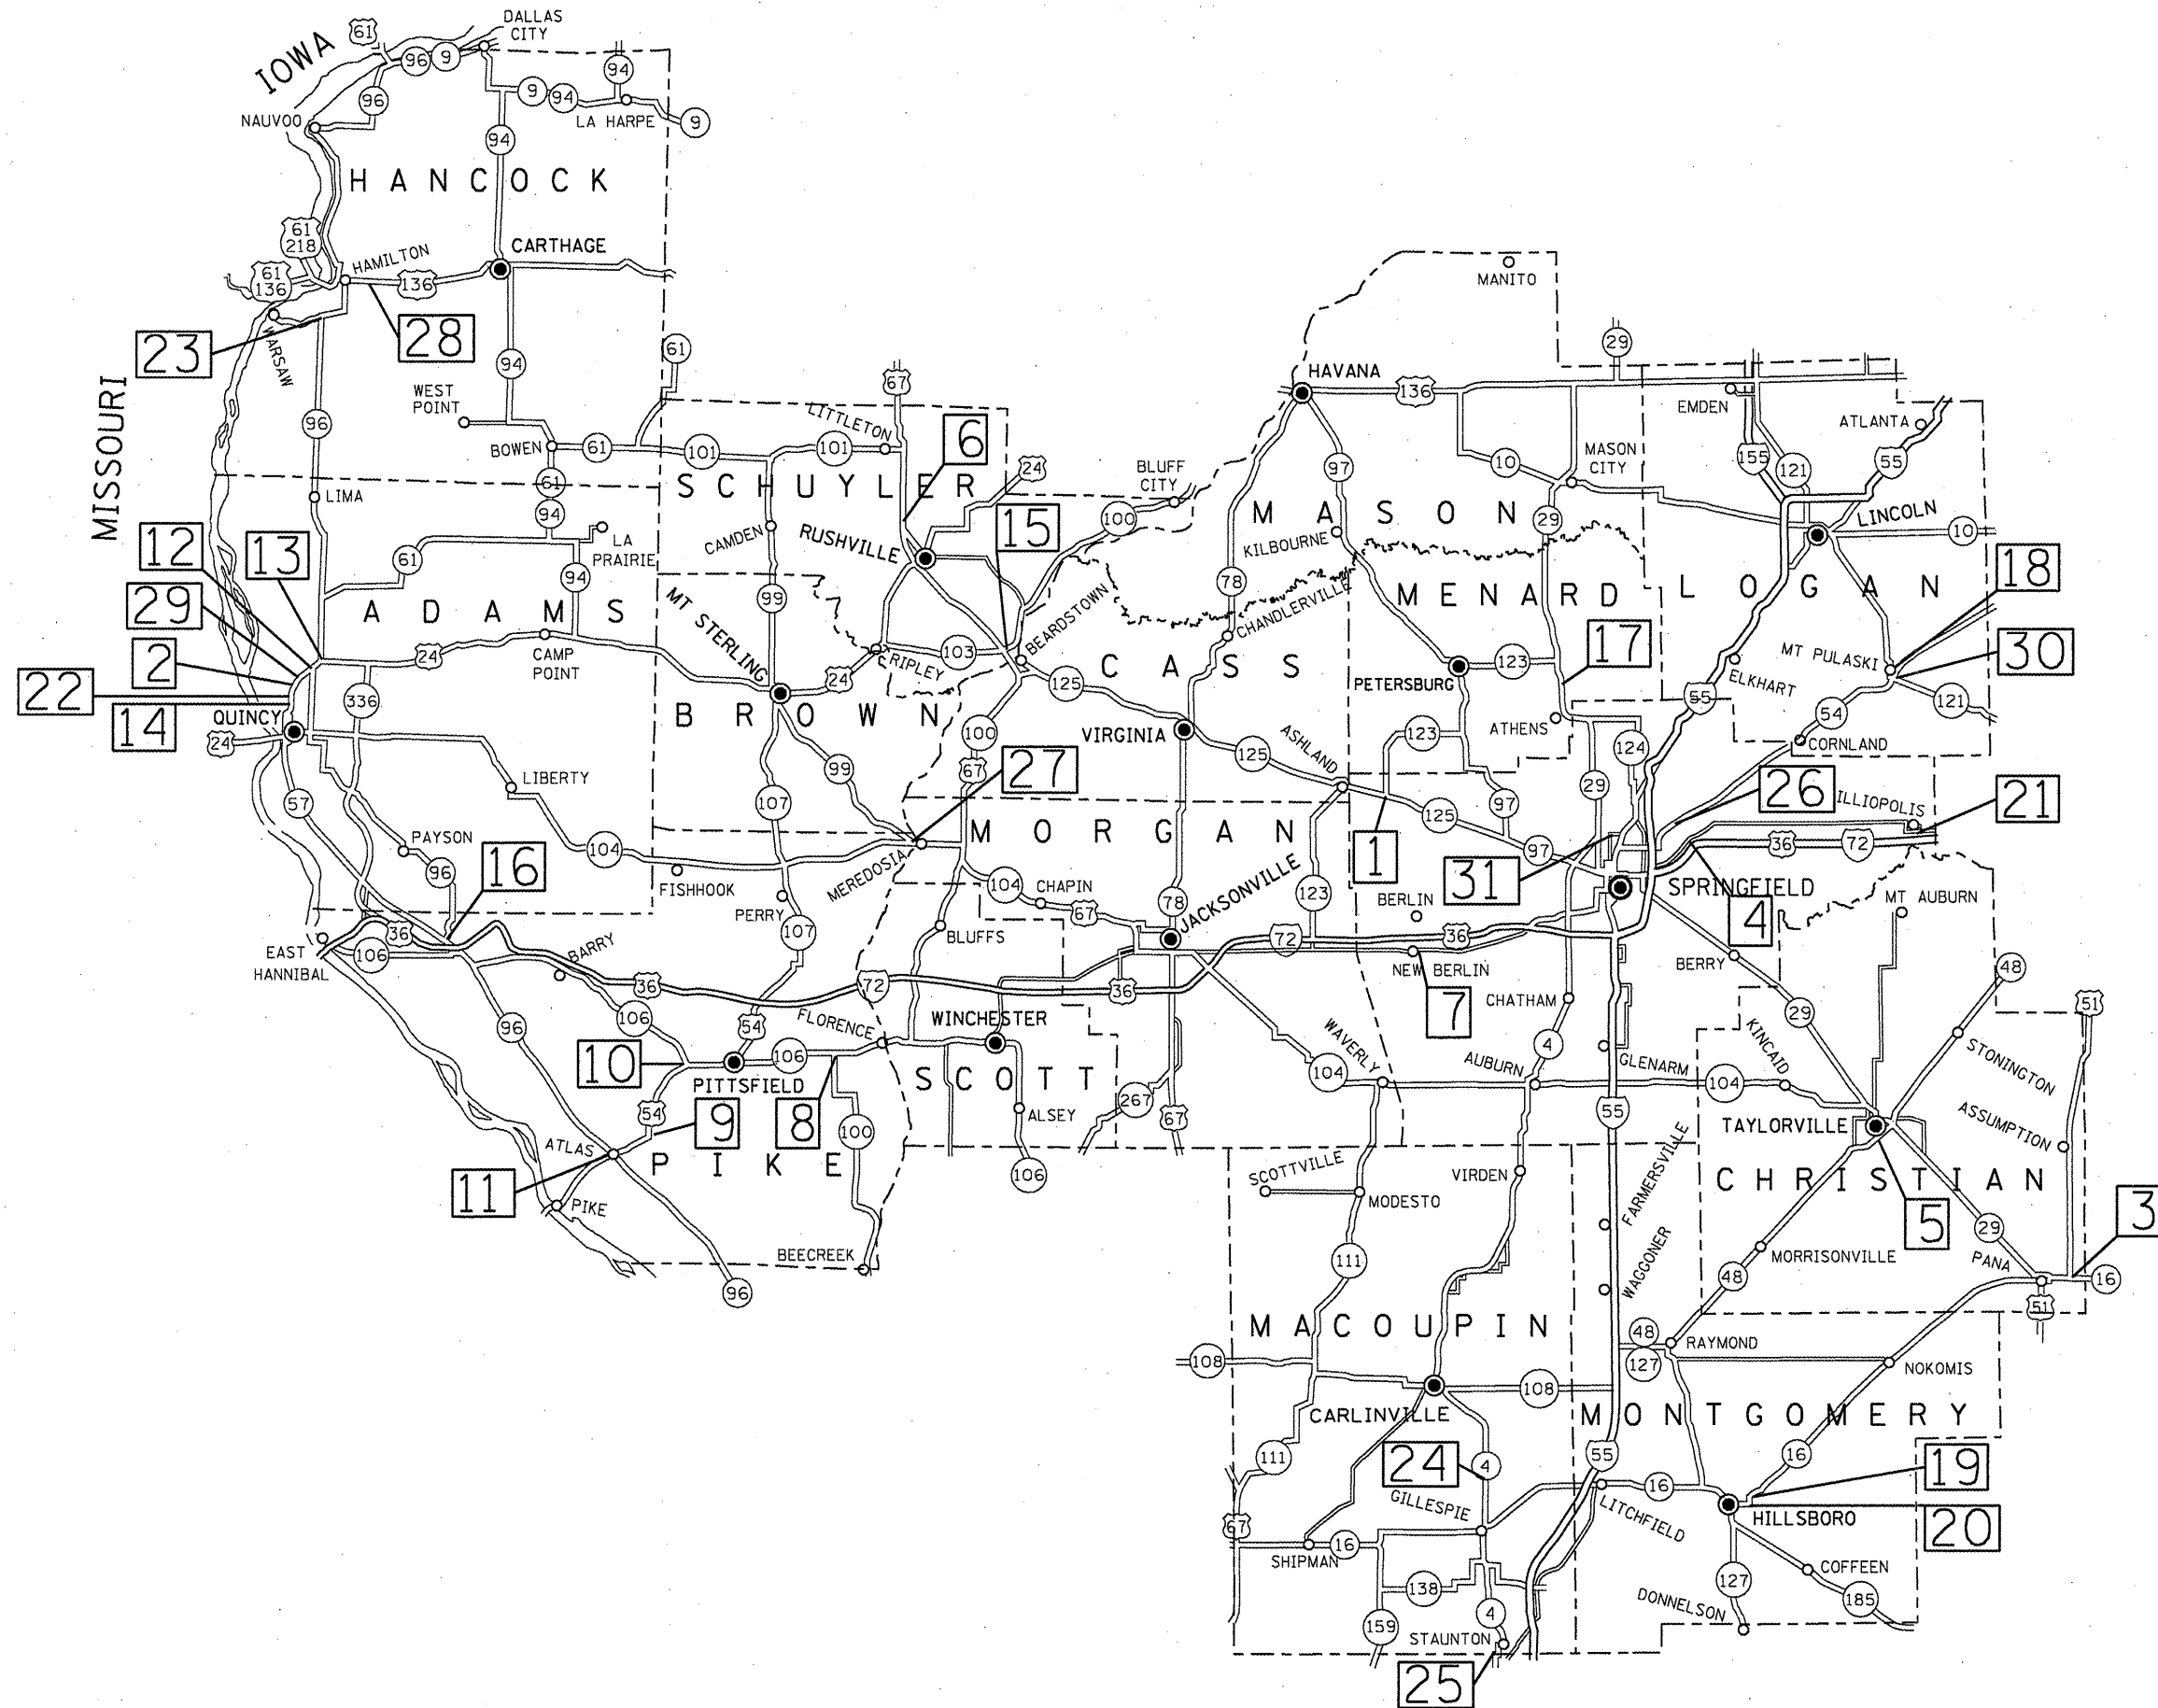 DALLAS
CITY
61
IOWA
96
9
94
96
9
94
LA HARPE
9
NAUVOO
94
HANCOCK
61
218
HAMILTON
CARTHAGE
61
136
136
WARSAW
23
28
MISSOURI
94
61
WEST
POINT
96
BOWEN
61
101
101
LITTLETON
67
6
24
SCHUYLER
BLUFF
CITY
100
61
94
LIMA
LA
PRAIRIE
61
94
CAMDEN
RUSHVILLE
15
12
13
29
2
22
14
ADAMS
99
MT STERLING
BEARDSTOWN
103
RIPLEY
24
CAMP
POINT
24
336
QUINCY
24
BROWN
MANITO
HAVANA
136
29
EMDEN
ATLANTA
155
121
55
97
10
MASON
CITY
MASON
29
LINCOLN
10
KILBOURNE
78
CHANDLERVILLE
MENARD
LOGAN
18
30
MT PULASKI
ELKHART
17
123
PETERSBURG
CASS
125
VIRGINIA
125
ASHLAND
123
ATHENS
124
55
54
121
CORNLAND
100
67
27
99
LIBERTY
107
57
29
97
26
ILLIOPOLIS
21
MORGAN
125
1
97
31
36
72
PAYSON
96
16
104
FISHHOOK
MEREDOSIA
104
CHAPIN
67
78
JACKSONVILLE
123
BERLIN
SPRINGFIELD
4
MT
AUBURN
PERRY
107
BLUFFS
EAST
HANNIBAL
36
106
BARRY
36
72
72
36
36
NEW BERLIN
7
BERRY
48
106
54
FLORENCE
WINCHESTER
CHATHAM
29
51
96
10
PITTSFIELD
106
8
SCOTT
WAVERLY
104
AUBURN
4
GLENARM
KINCAID
104
STONINGTON
ASSUMPTION
54
9
100
ALSEY
267
67
55
TAYLORVILLE
ATLAS
PIKE
11
PIKE
106
SCOTTVILLE
MODESTO
VIRDEN
FARMERSVILLE
CHRISTIAN
5
3
BEECREEK
96
111
WAGGONER
MORRISONVILLE
48
29
PANA
16
51
MACOUPIN
108
48
127
RAYMOND
NOKOMIS
108
CARLINVILLE
MONTGOMERY
111
24
4
55
16
16
19
GILLESPIE
LITCHFIELD
HILLSBORO
20
67
SHIPMAN
16
138
4
127
COFFEEN
185
DONNELSON
159
STAUNTON
25